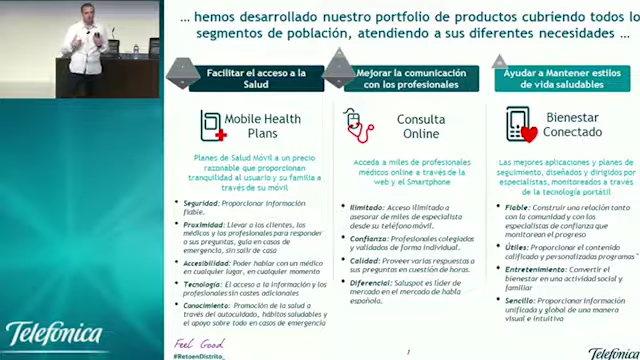 ... hemos desarrollado nuestro portfolio de productos cubriendo todos lo
segmentos de población, atendiendo a sus diferentes necesidades ...
Facilitar el acceso a la
Salud
Mobile Health
Plans
Planes de Salud Móvil a un precio
razonable que proporcionan
tranquilidad al usuario y su familia a
través de su móvil
• Seguridad: Proporcionar información
fiable.
• Proximidad: Llevar a los clientes, los
médicos y las profesionales para responder
a sus preguntas, guía en casos de
emergencia, sin salir de casa
• Accesibilidad: Poder hablar con un médico
en cualquier lugar, en cualquier momento
• Tecnología: El acceso a la información y los
profesionales sin costes adicionales
• Conocimiento: Promoción de la salud a
través del autocuidado, hábitos saludables y
el apoyo sobre todo en casos de emergencia
Mejorar la comunicación
con los profesionales
Consulta
Online
Acceda a miles de profesionales
médicos online a través de la
web y el Smartphone
• Ilimitado: Acceso ilimitado a
asesorar de miles de especialista
desde su teléfono móvil.
• Confianza: Profesionales colegiados
y validados de forma individual.
• Calidad: Proveer varias respuestas a
sus preguntas en cuestión de horas.
• Diferencial: Saluspot es líder de
mercado en el mercado de habla
española.
Ayudar a Mantener estilos
de vida saludables
Bienestar
Conectado
Las mejores aplicaciones y planes de
seguimiento, diseñados y dirigidos por
especialistas, monitoreados a través
de la tecnología portátil
• Fiable: Construir una relación tanto
con la comunidad y con los
especialistas de confianza que
monitorean el progreso
• Útiles: Proporcionar el contenido
calificado y personalizadas programas"
• Entretenimiento: Convertir el
bienestar en una actividad social y
familiar
• Sencillo: Proporcionar información
unificada y global de una manera
visual e intuitivo
Telefónica
Feel Good
#RetoenDistrito_
1
Telefónica